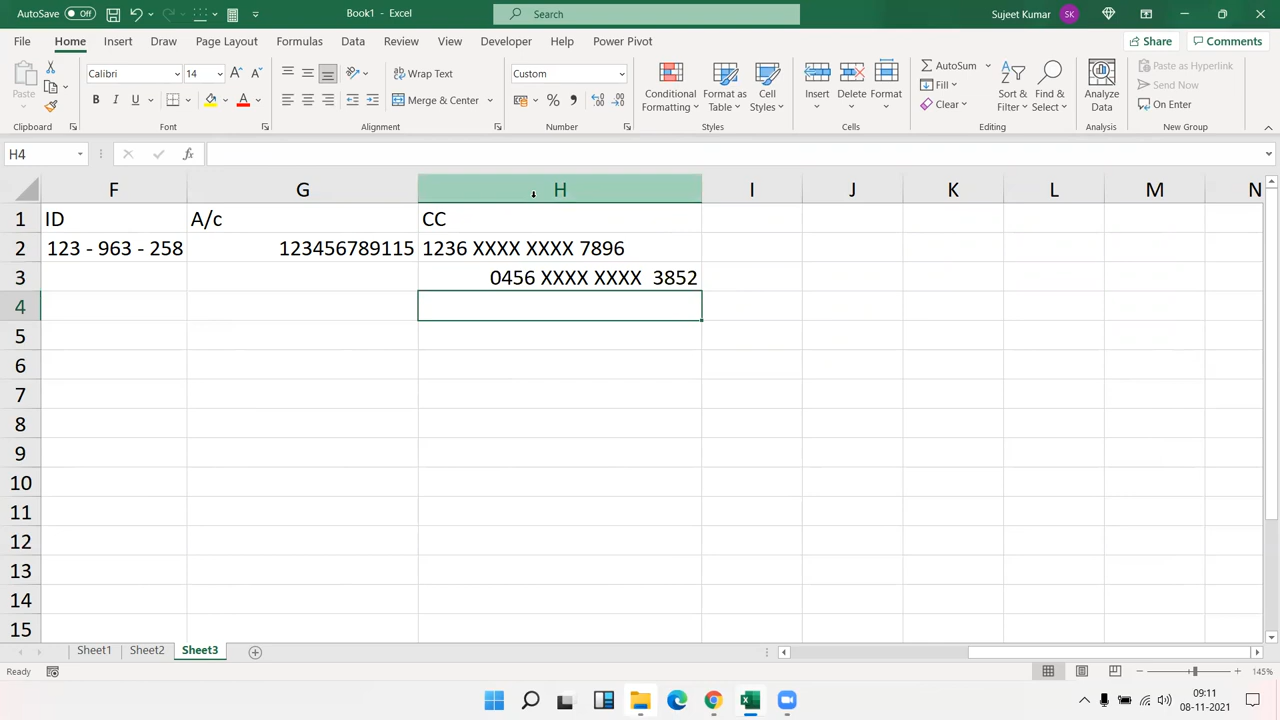 AutoSave Off
Book1 - Excel
Search
Sujeet Kumar SK
File Home Insert Draw Page Layout Formulas Data Review View Developer Help Power Pivot
Share Comments
Paste
Calibri 14
Wrap Text
Custom
Conditional Formatting
Format as Table
Cell Styles
Insert Delete Format
AutoSum
Fill
Clear
Sort & Filter
Find & Select
Analyze Data
Paste as Hyperlink
Send Now
On Enter
B I U
Merge & Center
% ,
Clipboard Font Alignment Number Styles Cells Editing Analysis New Group
H4 fx
F G H I J K L M N
1 ID A/c CC
2 123 - 963 - 258 123456789115 1236 XXXX XXXX 7896
3 0456 XXXX XXXX 3852
4
5
6
7
8
9
10
11
12
13
14
15
Sheet1 Sheet2 Sheet3
Ready 145%
09:11
08-11-2021